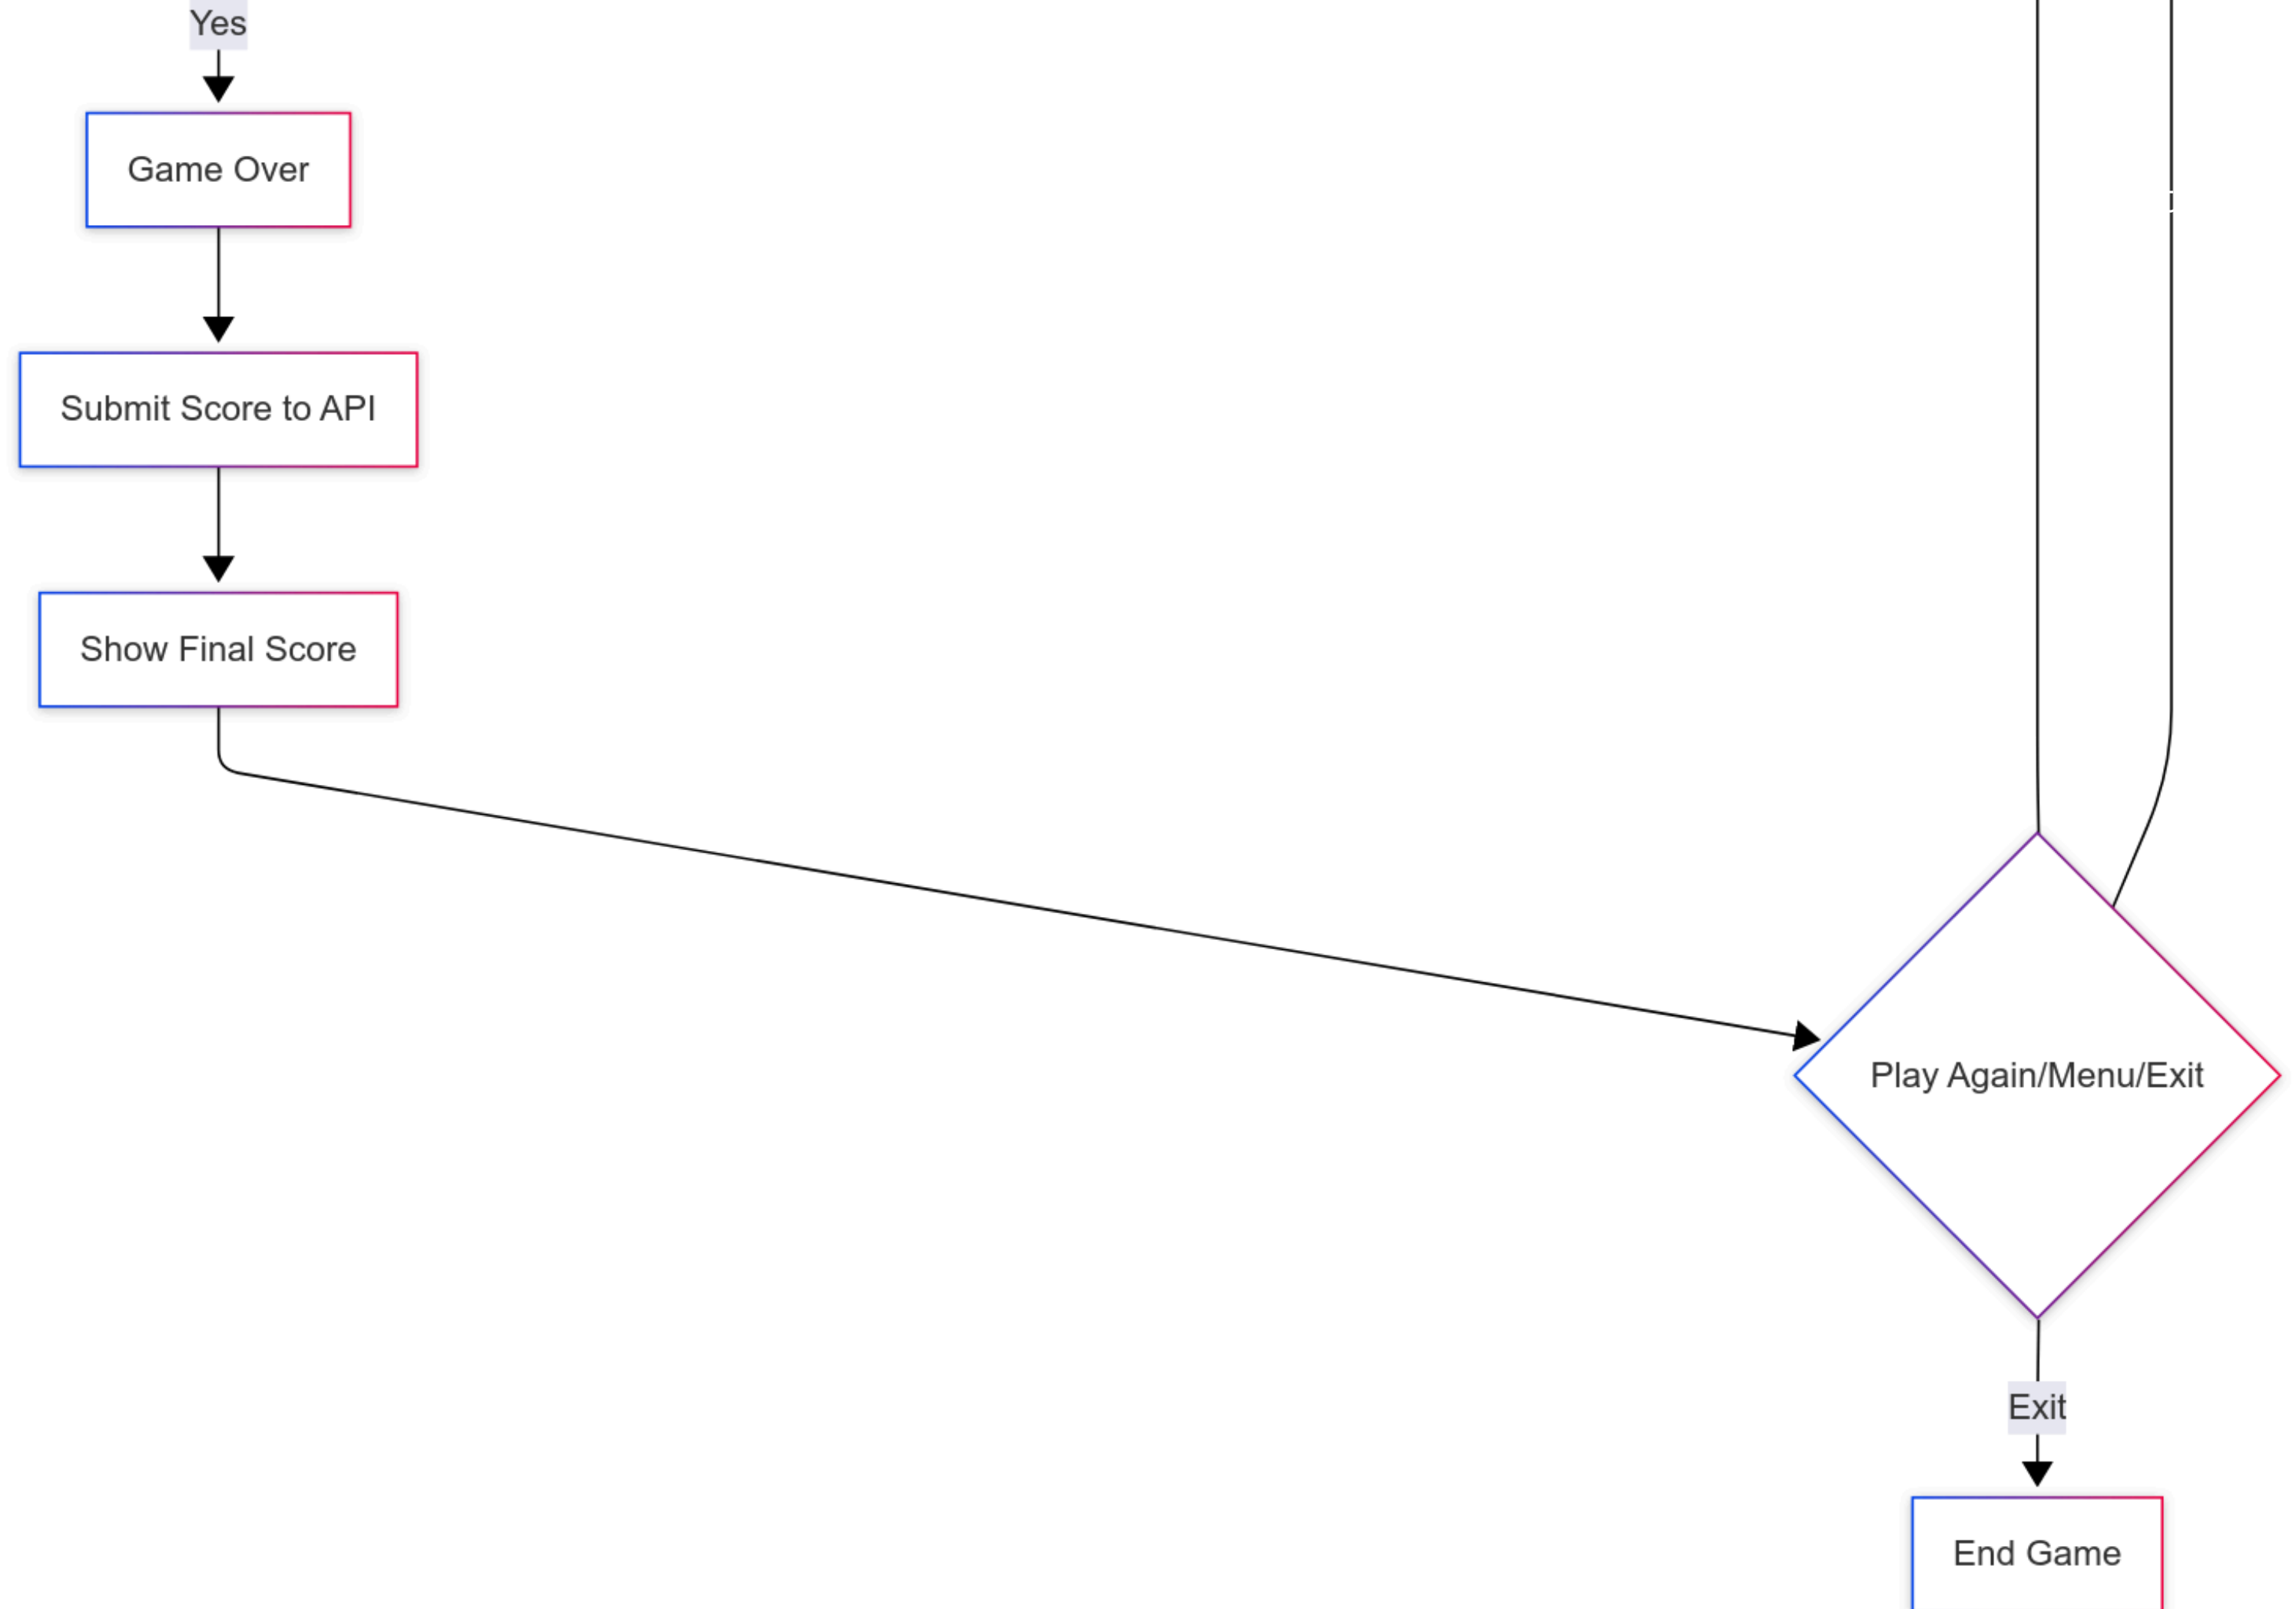 Yes
Game Over
Submit Score to API
Show Final Score
Play Again/Menu/Exit
Exit
End Game